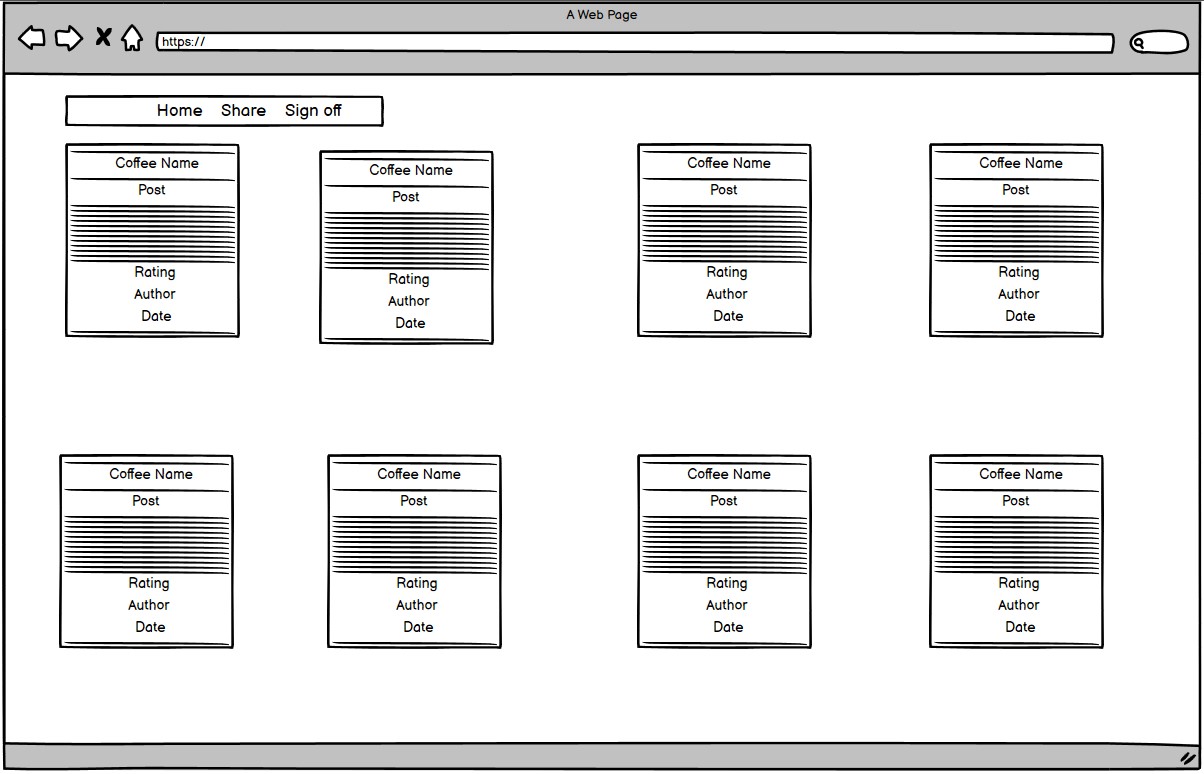 A Web Page
https://
Home Share Sign off
Coffee Name
Post
Rating
Author
Date
Coffee Name
Post
Rating
Author
Date
Coffee Name
Post
Rating
Author
Date
Coffee Name
Post
Rating
Author
Date
Coffee Name
Post
Rating
Author
Date
Coffee Name
Post
Rating
Author
Date
Coffee Name
Post
Rating
Author
Date
Coffee Name
Post
Rating
Author
Date